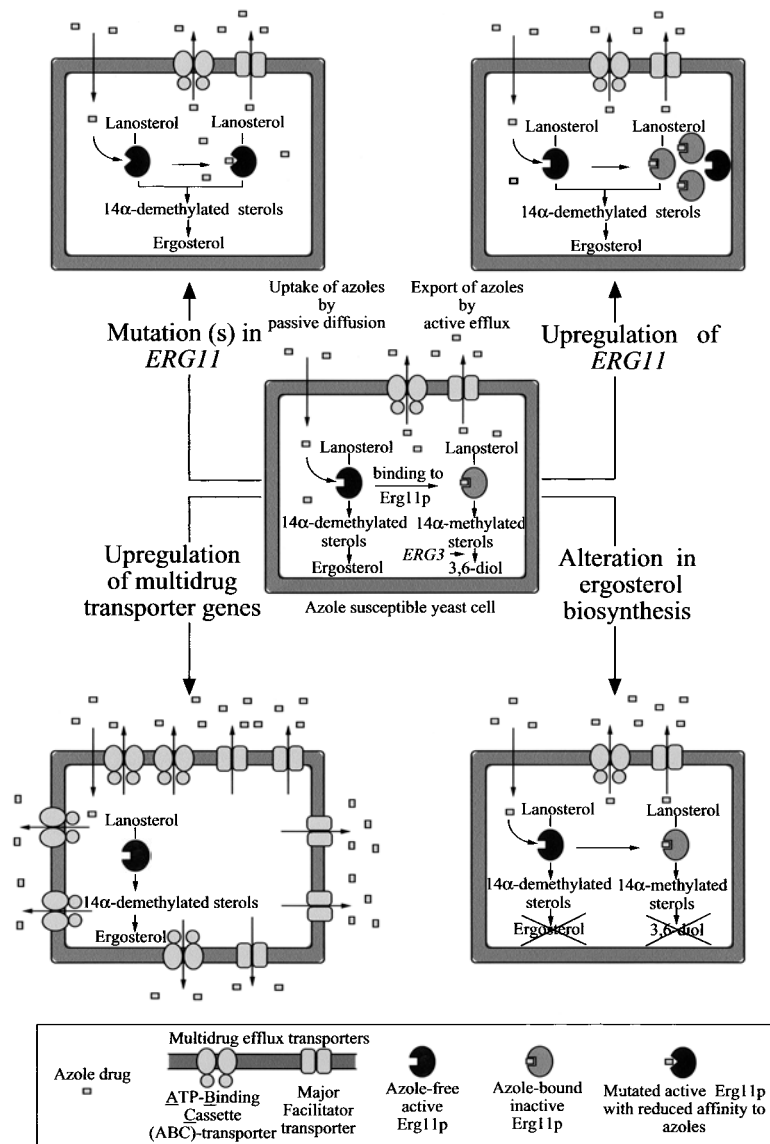 Lanosterol
Lanosterol
14α-demethylated sterols
Ergosterol
Lanosterol
Lanosterol
14α-demethylated sterols
Ergosterol
Mutation (s) in
ERG11
Uptake of azoles
by
passive diffusion
Export of azoles
by
active efflux
Upregulation of
ERG11
Lanosterol
Lanosterol
binding to
Erg11p
14α-demethylated
sterols
Ergosterol
14α-methylated
sterols
ERG3
3,6-diol
Azole susceptible yeast cell
Upregulation
of multidrug
transporter genes
Alteration in
ergosterol
biosynthesis
Lanosterol
14α-demethylated sterols
Ergosterol
Lanosterol
Lanosterol
14α-demethylated
sterols
Ergosterol
14α-methylated
sterols
3,6-diol
Azole drug
Multidrug efflux transporters
ATP-Binding
Cassette
(ABC)-transporter
Major
Facilitator
transporter
Azole-free
active
Erg11p
Azole-bound
inactive
Erg11p
Mutated active Erg11p
with reduced affinity to
azoles